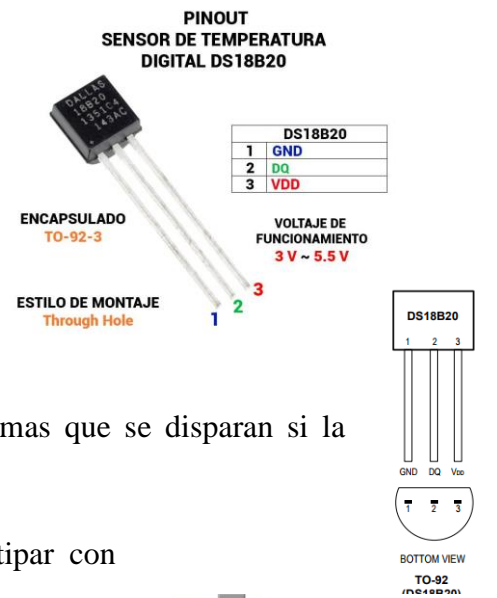 PINOUT
SENSOR DE TEMPERATURA
DIGITAL DS18B20
DALLAS
18B20
1351C4
143AC
DS18B20
1 GND
2 DQ
3 VDD
ENCAPSULADO
TO-92-3
VOLTAJE DE
FUNCIONAMIENTO
3 V ~ 5.5 V
ESTILO DE MONTAJE
Through Hole
1
2
3
DS18B20
1 2 3
GND DQ VDD
1 2 3
BOTTOM VIEW
TO-92
(DS18B20)
mas que se disparan si la
tipar con